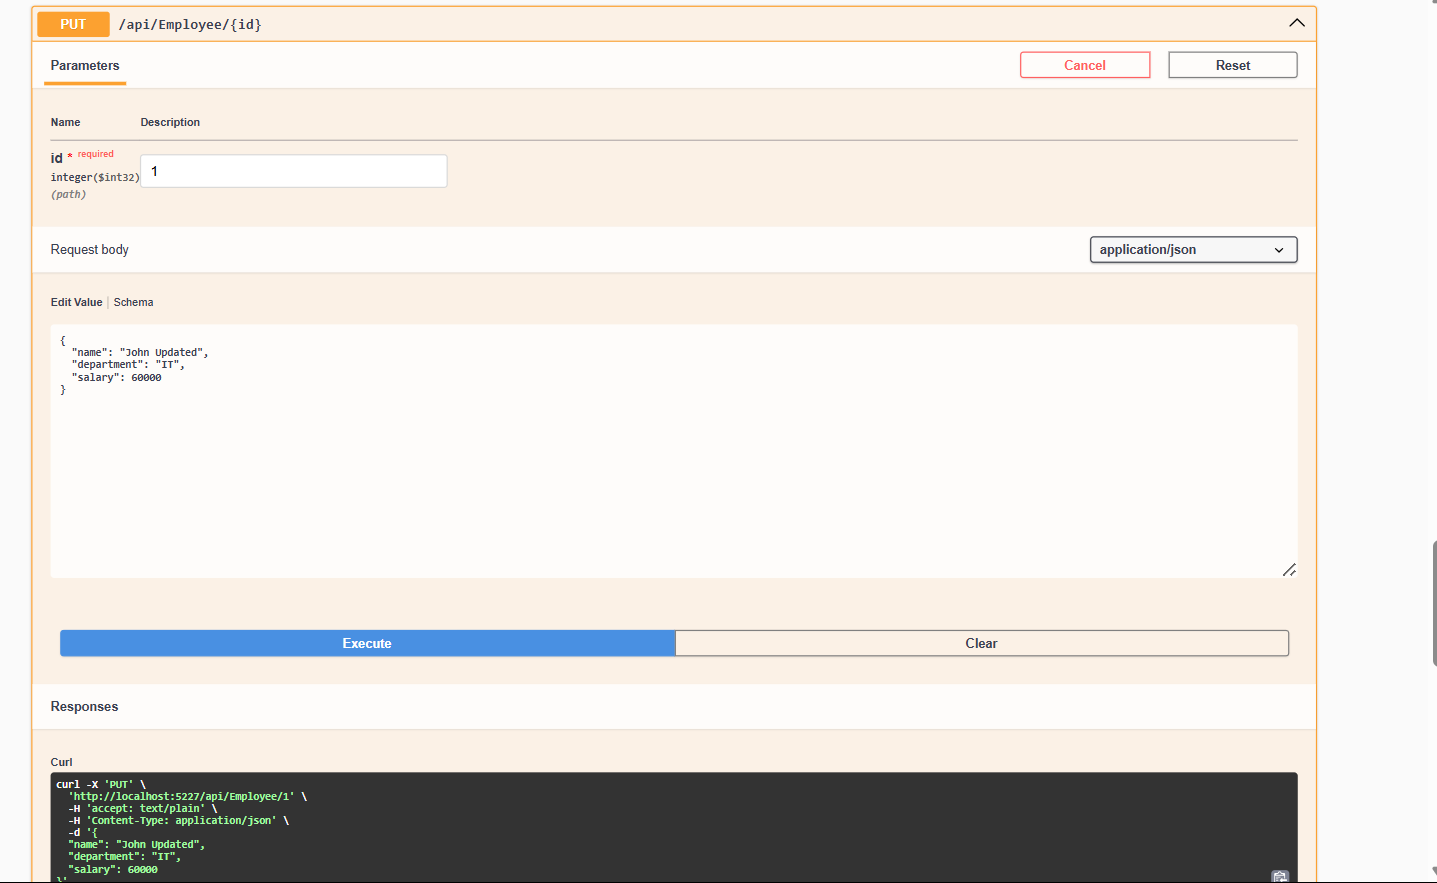 PUT /api/Employee/{id}
Parameters Cancel Reset
Name Description
id * required
integer($int32) 1
(path)
Request body application/json
Edit Value | Schema
{
"name": "John Updated",
"department": "IT",
"salary": 60000
}
Execute Clear
Responses
Curl
curl -X 'PUT' \
'http://localhost:5227/api/Employee/1' \
-H 'accept: text/plain' \
-H 'Content-Type: application/json' \
-d '{
"name": "John Updated",
"department": "IT",
"salary": 60000
}'